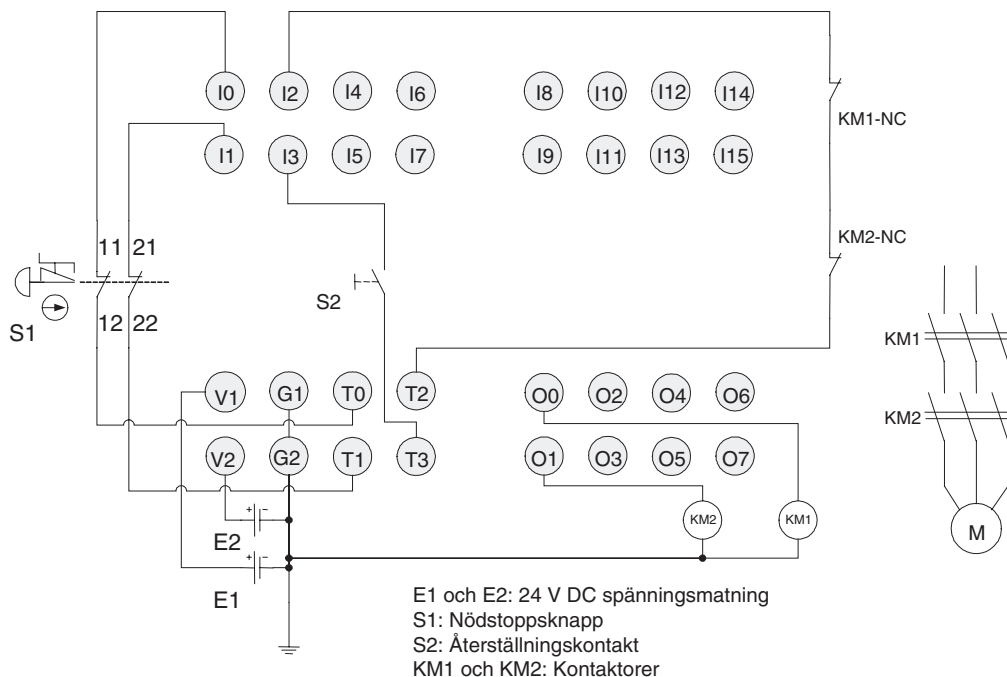 I0 I2 I4 I6 I8 I10 I12 I14
KM1-NC
I1 I3 I5 I7 I9 I11 I13 I15
KM2-NC
11 21
S2
S1
12 22
KM1
V1 G1 T0 T2 O0 O2 O4 O6
KM2
V2 G2 T1 T3 O1 O3 O5 O7
+ −
KM2 KM1
M
E2
+ −
E1
E1 och E2: 24 V DC spänningsmatning
S1: Nödstoppsknapp
S2: Återställningskontakt
KM1 och KM2: Kontaktorer